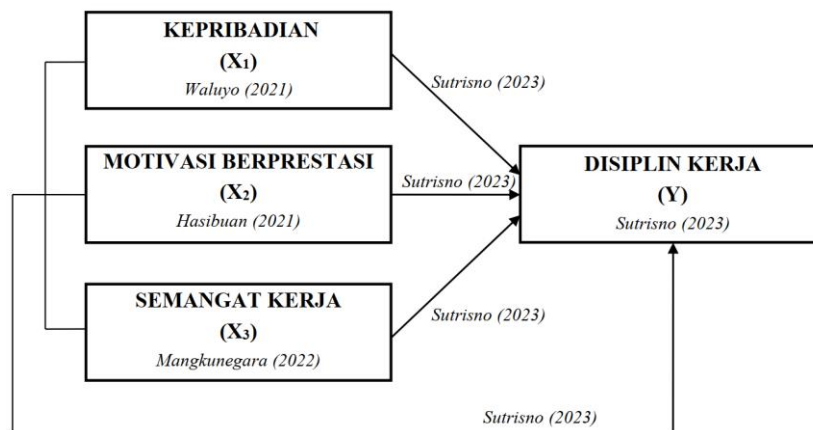 KEPRIBADIAN
(X₁)
Waluyo (2021)
Sutrisno (2023)
MOTIVASI BERPRESTASI
(X₂)
Hasibuan (2021)
Sutrisno (2023)
DISIPLIN KERJA
(Y)
Sutrisno (2023)
SEMANGAT KERJA
(X₃)
Mangkunegara (2022)
Sutrisno (2023)
Sutrisno (2023)